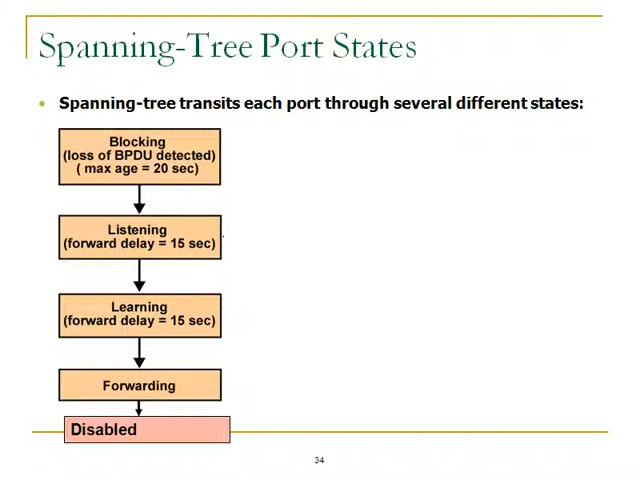 Spanning-Tree Port States
Spanning-tree transits each port through several different states:
Blocking
(loss of BPDU detected)
( max age = 20 sec)
Listening
(forward delay = 15 sec)
Learning
(forward delay = 15 sec)
Forwarding
Disabled
34